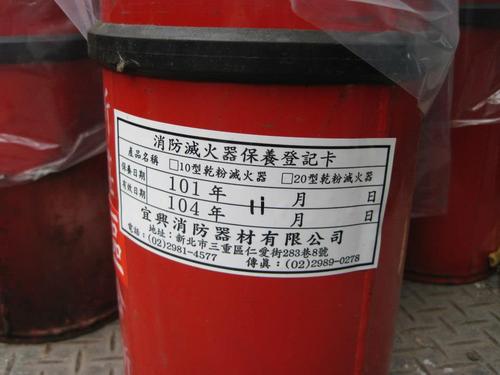 消防滅火器保養登記卡
產品名稱 □10型乾粉滅火器 □20型乾粉滅火器
保養日期 101年 11 月 日
有效日期 104年 月 日
宜興消防器材有限公司
地址：新北市三重區仁愛街283巷8號
電話：(02)2981-4577 傳眞：(02)2989-0278